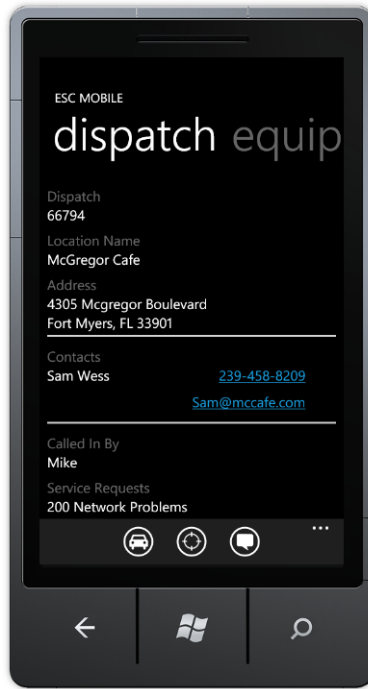 ESC MOBILE
dispatch equip
Dispatch
66794
Location Name
McGregor Cafe
Address
4305 Mcgregor Boulevard
Fort Myers, FL 33901
Contacts
Sam Wess 239-458-8209
Sam@mccafe.com
Called In By
Mike
Service Requests
200 Network Problems